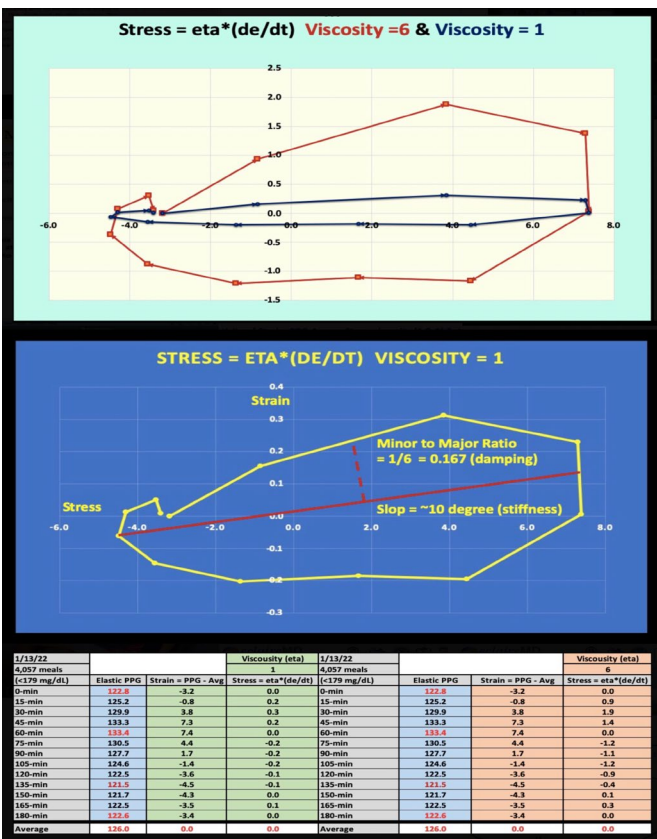 Stress = eta*(de/dt) Viscosity =6 & Viscosity = 1
2.5
2.0
1.5
1.0
0.5
0.0
-6.0 -4.0 -2.0 0.0 2.0 4.0 6.0 8.0
-0.5
-1.0
-1.5
STRESS = ETA*(DE/DT) VISCOSITY = 1
0.4
Strain
0.3
Minor to Major Ratio
0.2
= 1/6 = 0.167 (damping)
0.1
Stress
Slop = ~10 degree (stiffness)
0.0
-6.0 -4.0 -2.0 0.0 2.0 4.0 6.0 8.0
-0.1
-0.2
-0.3
1/13/22 Viscousity (eta) 1/13/22 Viscosity (eta)
4,057 meals 1 4,057 meals 6
(<179 mg/dL) Elastic PPG Strain = PPG - Avg Stress = eta*(de/dt) (<179 mg/dL) Elastic PPG Strain = PPG - Avg Stress = eta*(de/dt)
0-min 122.8 -3.2 0.0 0-min 122.8 -3.2 0.0
15-min 125.2 -0.8 0.2 15-min 125.2 -0.8 0.9
30-min 129.9 3.8 0.3 30-min 129.9 3.8 1.9
45-min 133.3 7.3 0.2 45-min 133.3 7.3 1.4
60-min 133.4 7.4 0.0 60-min 133.4 7.4 0.0
75-min 130.5 4.4 -0.2 75-min 130.5 4.4 -1.2
90-min 127.7 1.7 -0.2 90-min 127.7 1.7 -1.1
105-min 124.6 -1.4 -0.2 105-min 124.6 -1.4 -1.2
120-min 122.5 -3.6 -0.1 120-min 122.5 -3.6 -0.9
135-min 121.5 -4.5 -0.1 135-min 121.5 -4.5 -0.4
150-min 121.7 -4.3 0.0 150-min 121.7 -4.3 0.1
165-min 122.5 -3.5 0.1 165-min 122.5 -3.5 0.3
180-min 122.6 -3.4 0.0 180-min 122.6 -3.4 0.0
Average 126.0 0.0 0.0 Average 126.0 0.0 0.0